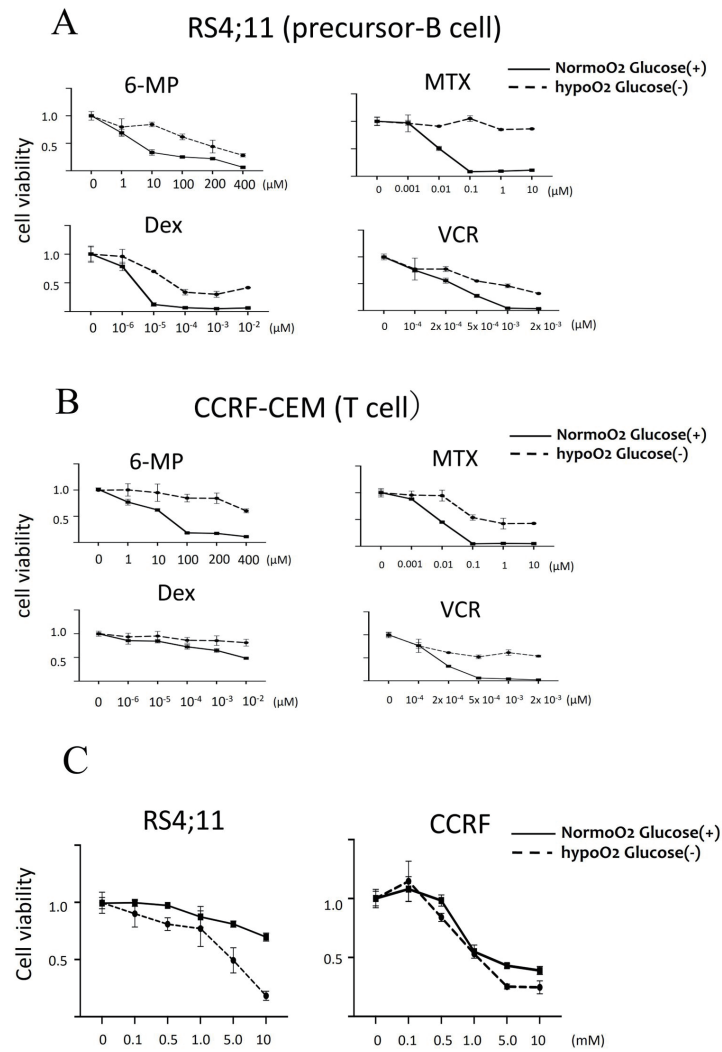 A
RS4;11 (precursor-B cell)
NormoO2 Glucose(+)
hypoO2 Glucose(-)
cell viability
6-MP
1.0
0.5
0 1 10 100 200 400 (μM)
MTX
0 0.001 0.01 0.1 1 10 (μM)
Dex
1.0
0.5
0 10⁻⁶ 10⁻⁵ 10⁻⁴ 10⁻³ 10⁻² (μM)
VCR
0 10⁻⁴ 2x 10⁻⁴ 5x 10⁻⁴ 10⁻³ 2x 10⁻³ (μM)
B
CCRF-CEM (T cell)
NormoO2 Glucose(+)
hypoO2 Glucose(-)
cell viability
6-MP
1.0
0.5
0 1 10 100 200 400 (μM)
MTX
0 0.001 0.01 0.1 1 10 (μM)
Dex
1.0
0.5
0 10⁻⁶ 10⁻⁵ 10⁻⁴ 10⁻³ 10⁻² (μM)
VCR
0 10⁻⁴ 2x 10⁻⁴ 5x 10⁻⁴ 10⁻³ 2x 10⁻³ (μM)
C
NormoO2 Glucose(+)
hypoO2 Glucose(-)
Cell viability
RS4;11
1.0
0.5
0 0.1 0.5 1.0 5.0 10
CCRF
1.0
0.5
0 0.1 0.5 1.0 5.0 10 (mM)